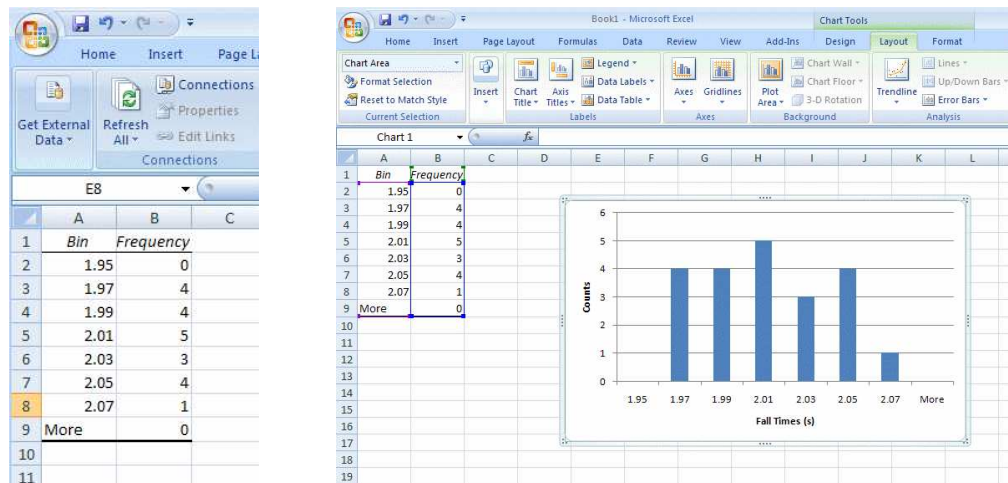 Home Insert Page La
Get External Data
Refresh All
Connections
Properties
Edit Links
Connections
E8
A B C
1 Bin Frequency
2 1.95 0
3 1.97 4
4 1.99 4
5 2.01 5
6 2.03 3
7 2.05 4
8 2.07 1
9 More 0
10
11
Book1 - Microsoft Excel Chart Tools
Home Insert Page Layout Formulas Data Review View Add-Ins Design Layout Format
Chart Area
Format Selection
Reset to Match Style
Current Selection
Insert
Chart Title
Axis Titles
Legend
Data Labels
Data Table
Labels
Axes
Gridlines
Axes
Plot Area
Chart Wall
Chart Floor
3-D Rotation
Background
Trendline
Lines
Up/Down Bars
Error Bars
Analysis
Chart 1 fx
A B C D E F G H I J K L
1 Bin Frequency
2 1.95 0
3 1.97 4
4 1.99 4
5 2.01 5
6 2.03 3
7 2.05 4
8 2.07 1
9 More 0
10
11
12
13
14
15
16
17
18
19
6
5
4
3
2
1
0
Counts
1.95 1.97 1.99 2.01 2.03 2.05 2.07 More
Fall Times (s)